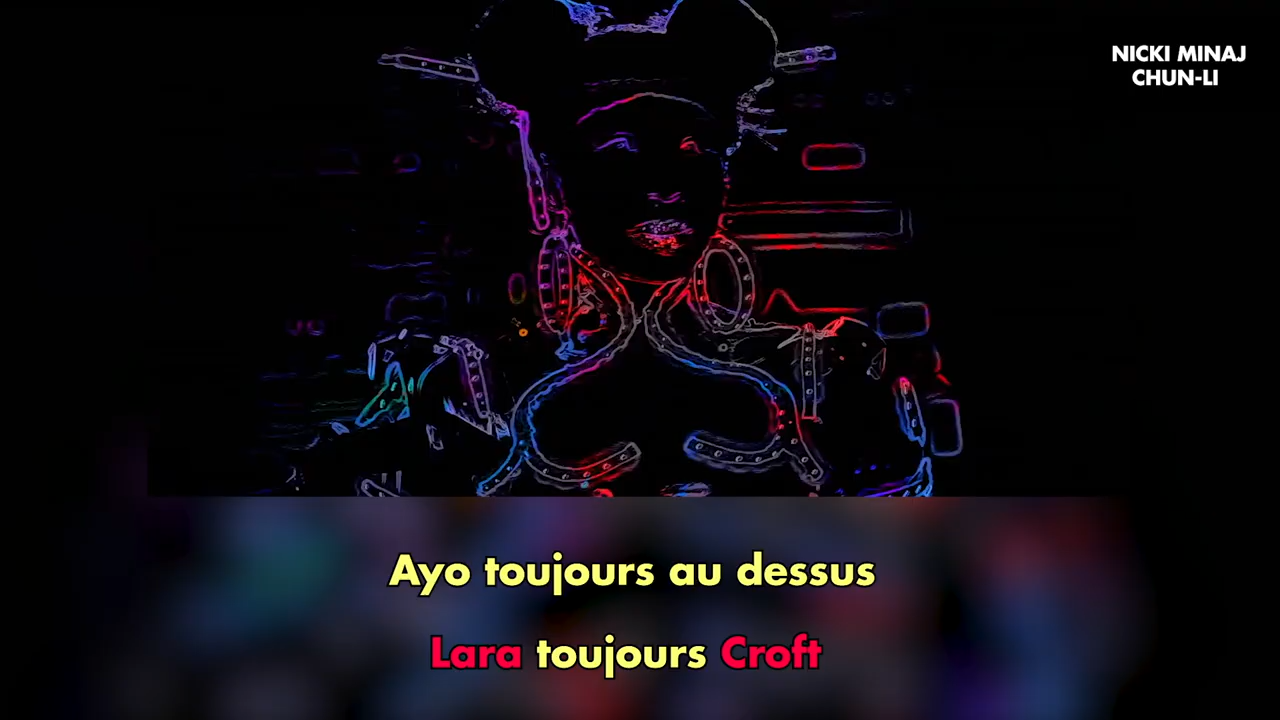 NICKI MINAJ
CHUN-LI
Ayo toujours au dessus
Lara toujours Croft